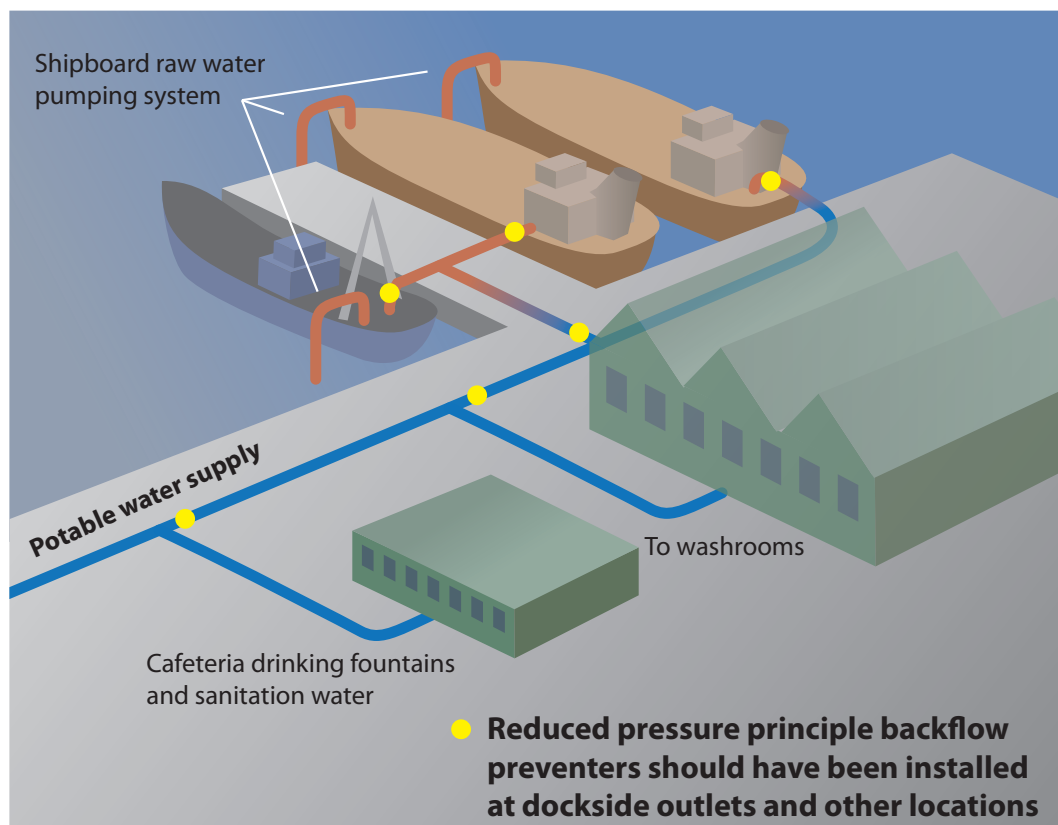 Shipboard raw water
pumping system
Potable water supply
To washrooms
Cafeteria drinking fountains
and sanitation water
Reduced pressure principle backflow
preventers should have been installed
at dockside outlets and other locations